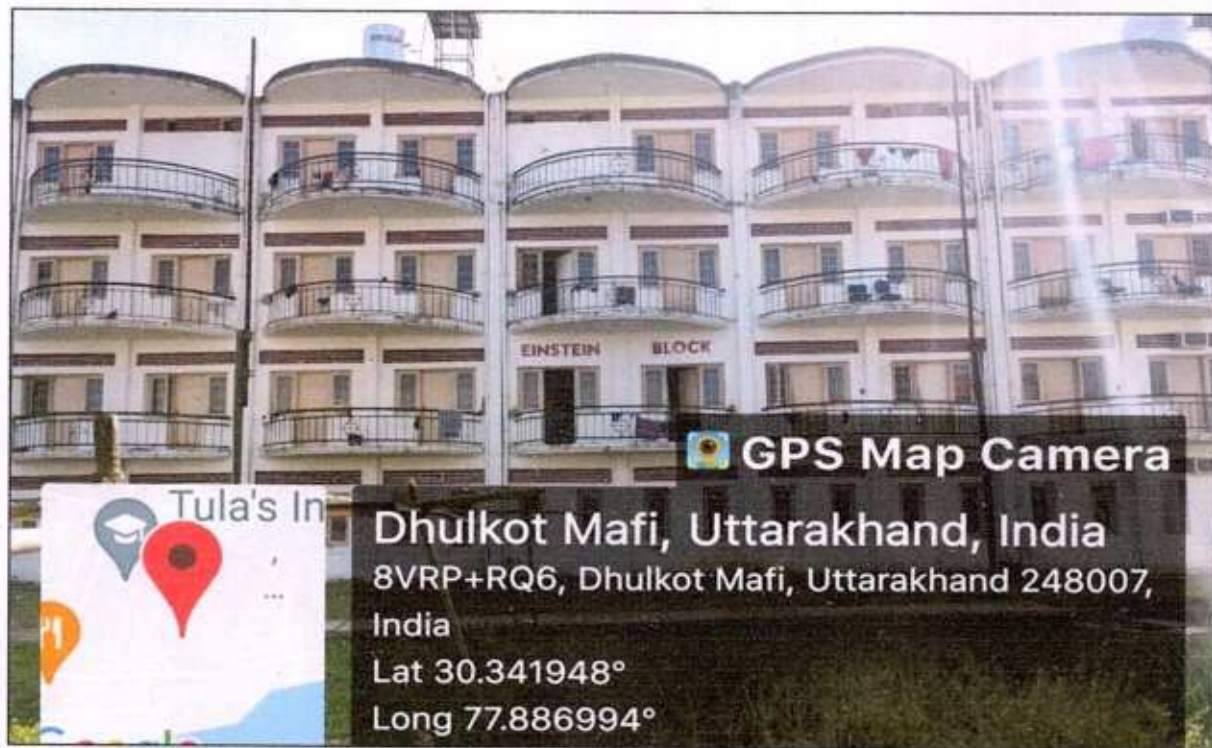 EINSTEIN BLOCK
GPS Map Camera
Tula's In
Dhulkot Mafi, Uttarakhand, India
8VRP+RQ6, Dhulkot Mafi, Uttarakhand 248007,
India
Lat 30.341948°
Long 77.886994°
Google